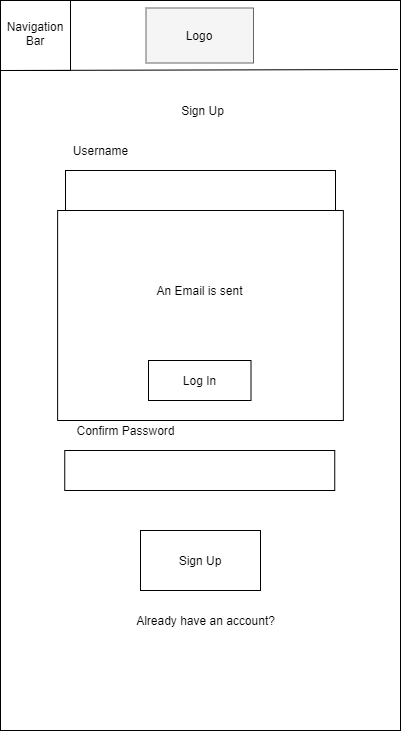 Navigation
Bar
Logo
Sign Up
Username
An Email is sent
Log In
Confirm Password
Sign Up
Already have an account?